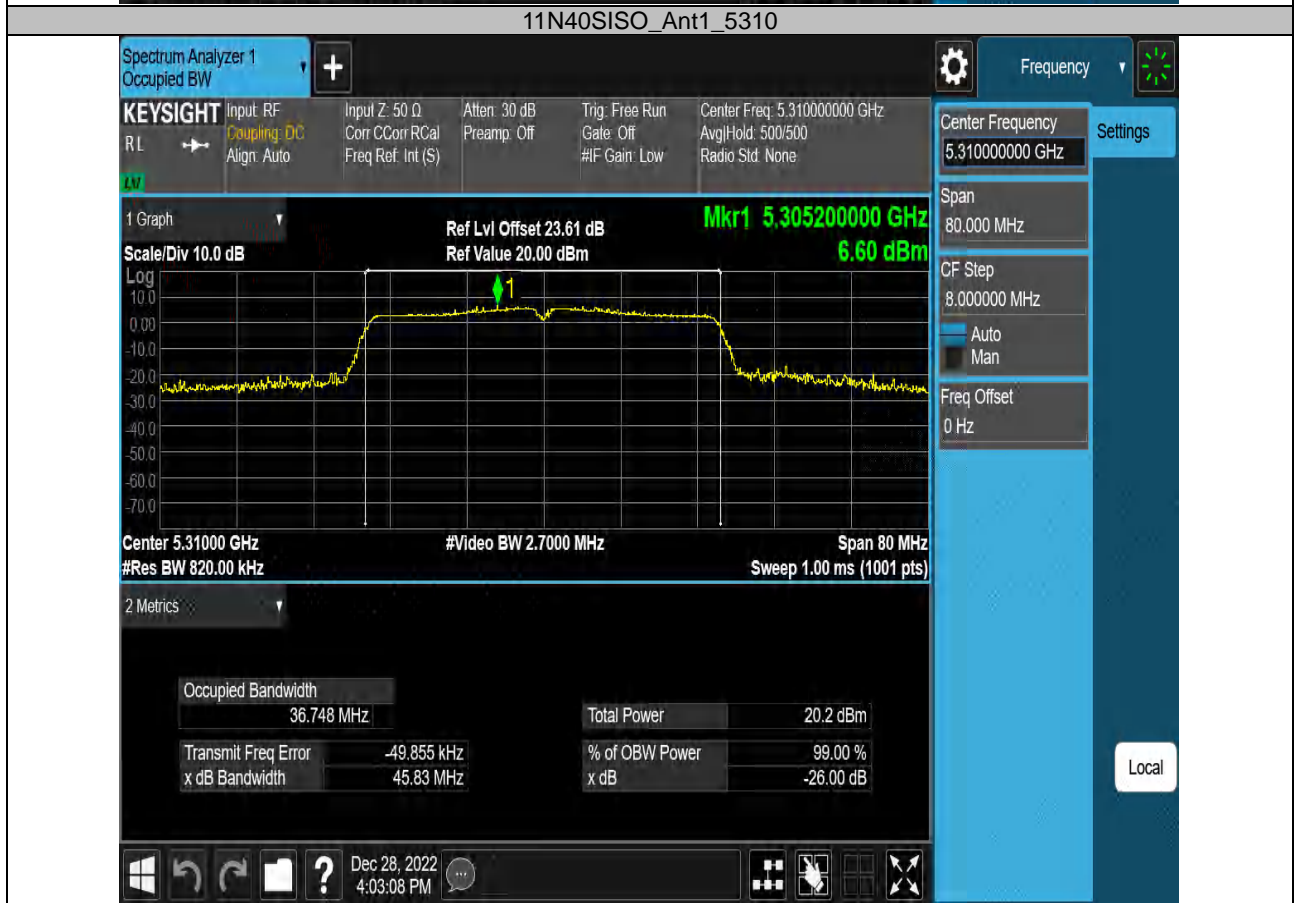 11N40SISO_Ant1_5310
Spectrum Analyzer 1
Occupied BW
Frequency
KEYSIGHT
RL
LXI
Input: RF
Coupling: DC
Align: Auto
Input Z: 50 Ω
Corr CCorr RCal
Freq Ref: Int (S)
Atten: 30 dB
Preamp: Off
Trig: Free Run
Gate: Off
#IF Gain: Low
Center Freq: 5.310000000 GHz
Avg|Hold: 500/500
Radio Std: None
Center Frequency
5.310000000 GHz
Settings
Span
80.000 MHz
CF Step
8.000000 MHz
Auto
Man
Freq Offset
0 Hz
1 Graph
Scale/Div 10.0 dB
Ref Lvl Offset 23.61 dB
Ref Value 20.00 dBm
Mkr1 5.305200000 GHz
6.60 dBm
Log
10.0
0.00
-10.0
-20.0
-30.0
-40.0
-50.0
-60.0
-70.0
1
Center 5.31000 GHz
#Video BW 2.7000 MHz
Span 80 MHz
#Res BW 820.00 kHz
Sweep 1.00 ms (1001 pts)
2 Metrics
Occupied Bandwidth
36.748 MHz
Total Power 20.2 dBm
Transmit Freq Error -49.855 kHz
% of OBW Power 99.00 %
x dB Bandwidth 45.83 MHz
x dB -26.00 dB
Local
Dec 28, 2022
4:03:08 PM